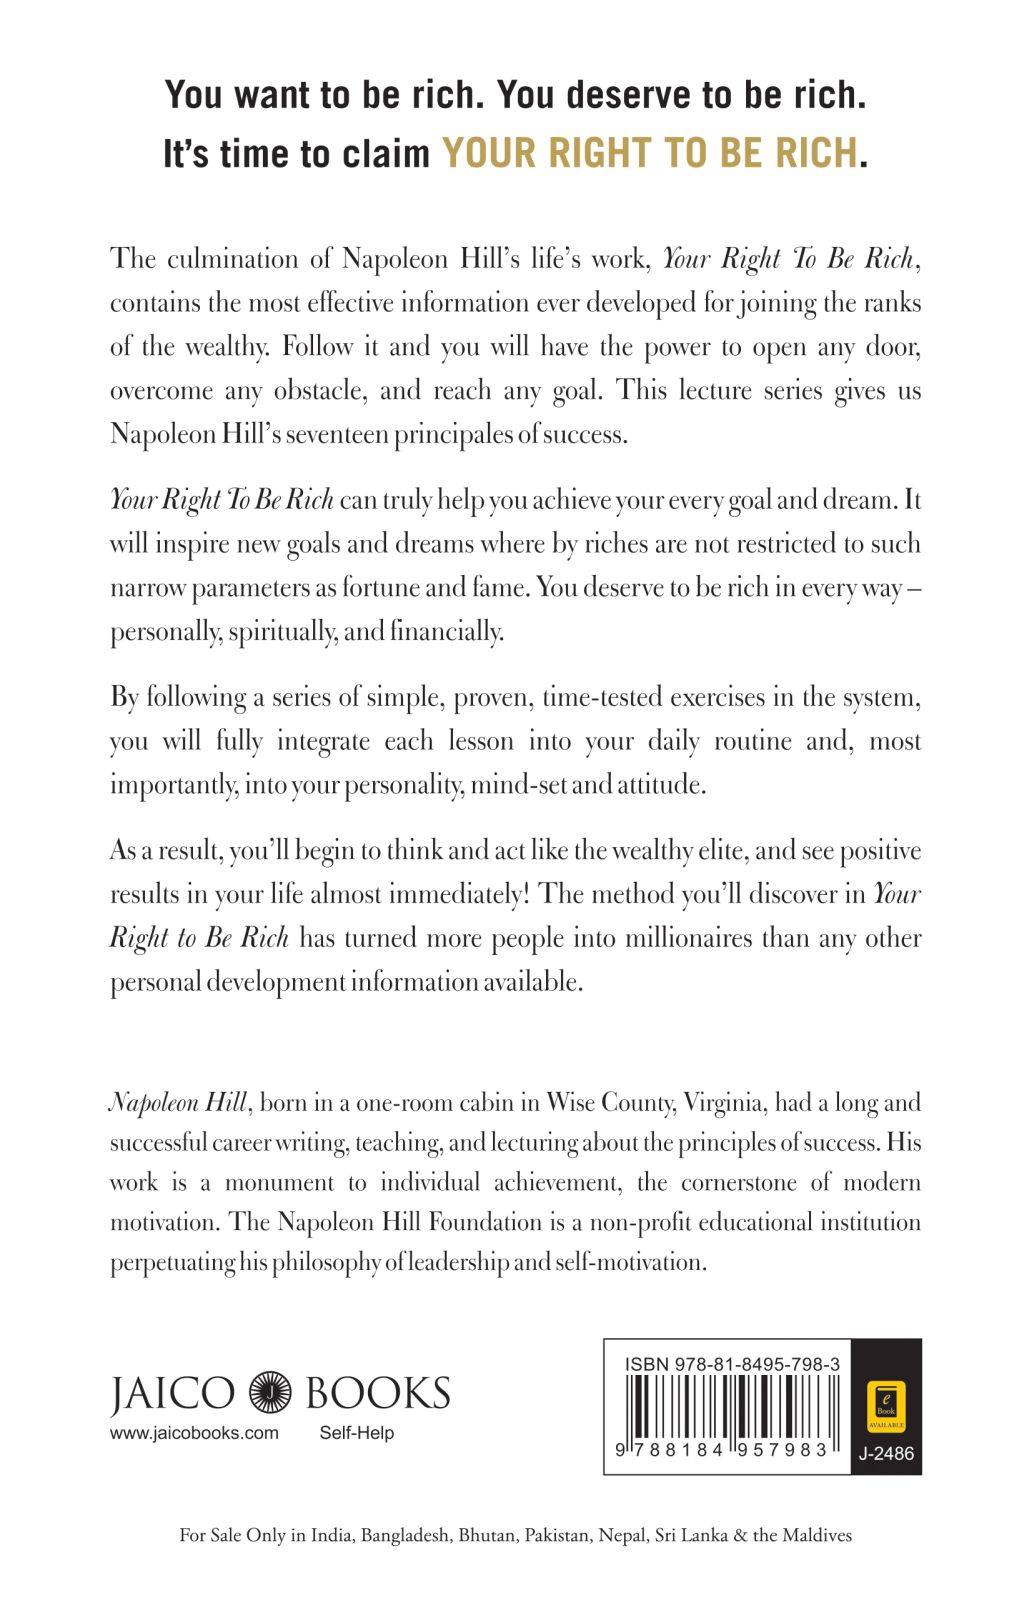 You want to be rich. You deserve to be rich.
It's time to claim YOUR RIGHT TO BE RICH.
The culmination of Napoleon Hill's life's work, Your Right To Be Rich,
contains the most effective information ever developed for joining the ranks
of the wealthy. Follow it and you will have the power to open any door,
overcome any obstacle, and reach any goal. This lecture series gives us
Napoleon Hill's seventeen principales of success.
Your Right To Be Rich can truly help you achieve your every goal and dream. It
will inspire new goals and dreams where by riches are not restricted to such
narrow parameters as fortune and fame. You deserve to be rich in every way –
personally, spiritually, and financially.
By following a series of simple, proven, time-tested exercises in the system,
you will fully integrate each lesson into your daily routine and, most
importantly, into your personality, mind-set and attitude.
As a result, you'll begin to think and act like the wealthy elite, and see positive
results in your life almost immediately! The method you'll discover in Your
Right to Be Rich has turned more people into millionaires than any other
personal development information available.
Napoleon Hill, born in a one-room cabin in Wise County, Virginia, had a long and
successful career writing, teaching, and lecturing about the principles of success. His
work is a monument to individual achievement, the cornerstone of modern
motivation. The Napoleon Hill Foundation is a non-profit educational institution
perpetuating his philosophy of leadership and self-motivation.
JAICO J BOOKS
www.jaicobooks.com Self-Help
ISBN 978-81-8495-798-3
9 788184 957983
e
Book
AVAILABLE
J-2486
For Sale Only in India, Bangladesh, Bhutan, Pakistan, Nepal, Sri Lanka & the Maldives